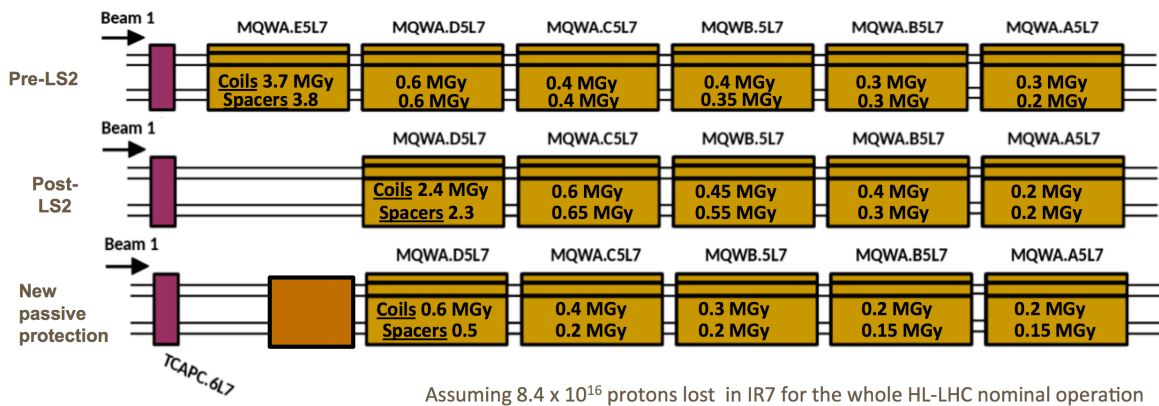 Beam 1
MQWA.E5L7 MQWA.D5L7 MQWA.C5L7 MQWB.5L7 MQWA.B5L7 MQWA.A5L7
Pre-LS2
Coils 3.7 MGy 0.6 MGy 0.4 MGy 0.4 MGy 0.3 MGy 0.3 MGy
Spacers 3.8 0.6 MGy 0.4 MGy 0.35 MGy 0.3 MGy 0.2 MGy
Beam 1
MQWA.D5L7 MQWA.C5L7 MQWB.5L7 MQWA.B5L7 MQWA.A5L7
Post-
LS2
Coils 2.4 MGy 0.6 MGy 0.45 MGy 0.4 MGy 0.2 MGy
Spacers 2.3 0.65 MGy 0.55 MGy 0.3 MGy 0.2 MGy
Beam 1
MQWA.D5L7 MQWA.C5L7 MQWB.5L7 MQWA.B5L7 MQWA.A5L7
New
passive
protection
Coils 0.6 MGy 0.4 MGy 0.3 MGy 0.2 MGy 0.2 MGy
Spacers 0.5 0.2 MGy 0.2 MGy 0.15 MGy 0.15 MGy
TCAPC.6L7
Assuming 8.4 x 10¹⁶ protons lost in IR7 for the whole HL-LHC nominal operation